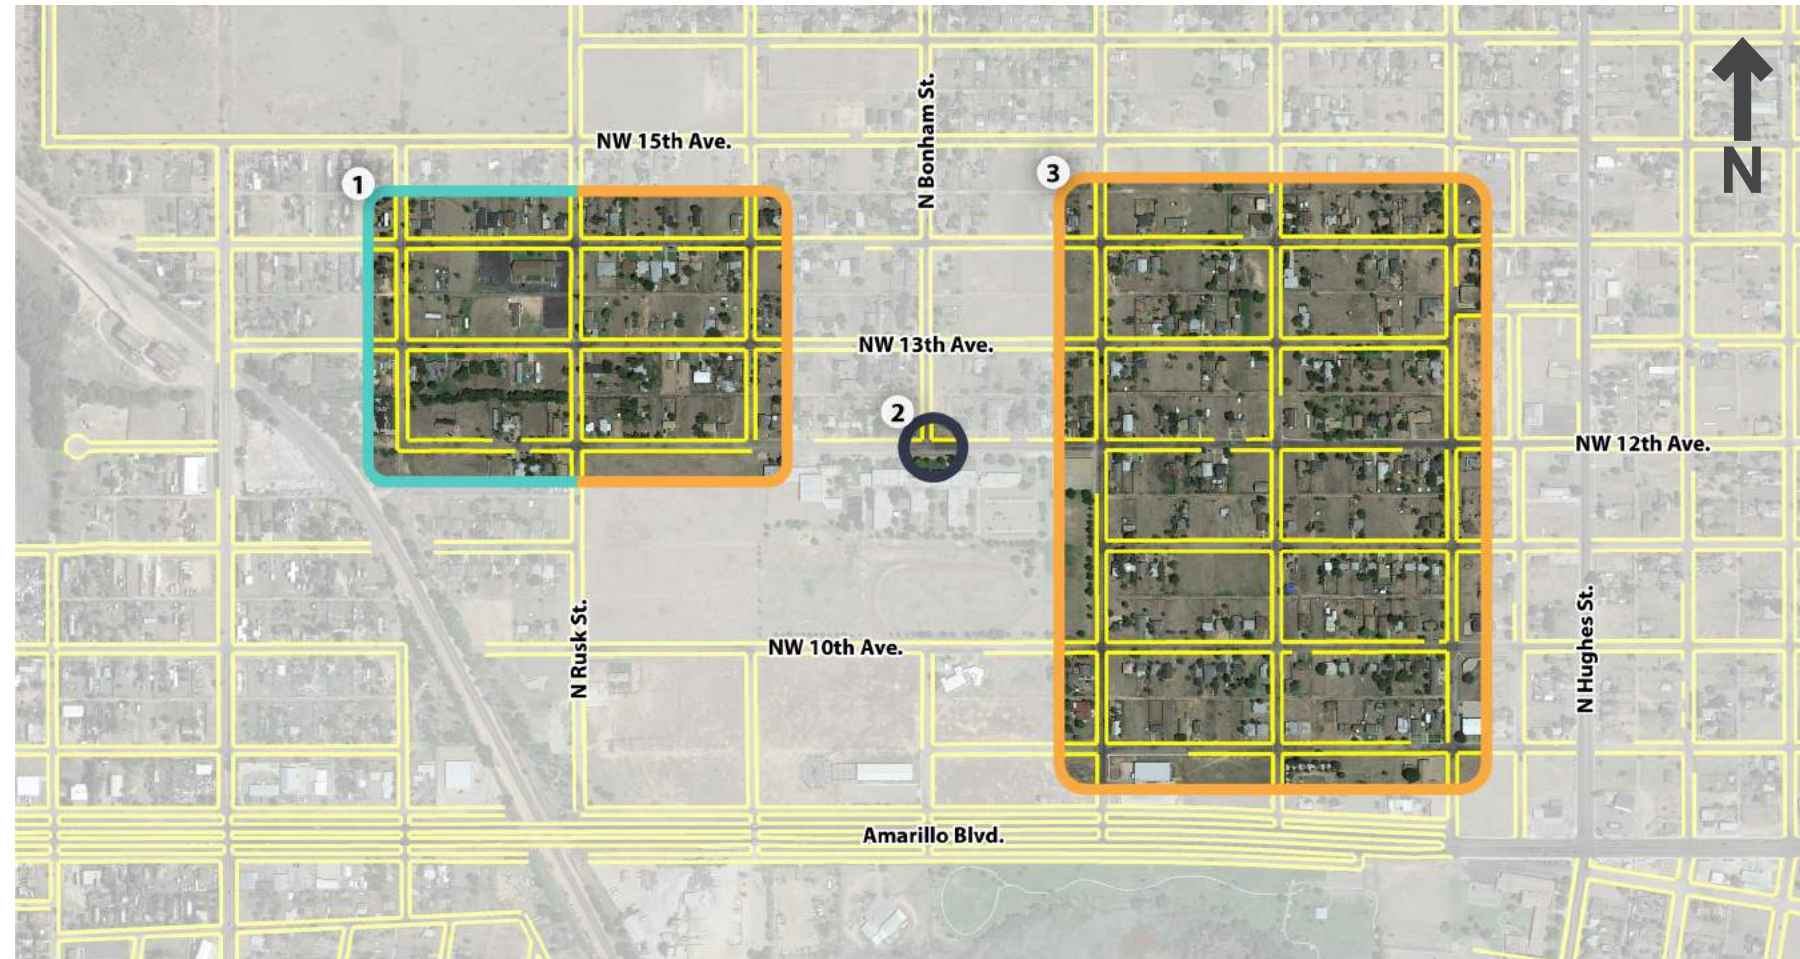 NW 15th Ave.
N Bonham St.
N
1
3
NW 13th Ave.
2
NW 12th Ave.
N Rusk St.
NW 10th Ave.
N Hughes St.
Amarillo Blvd.